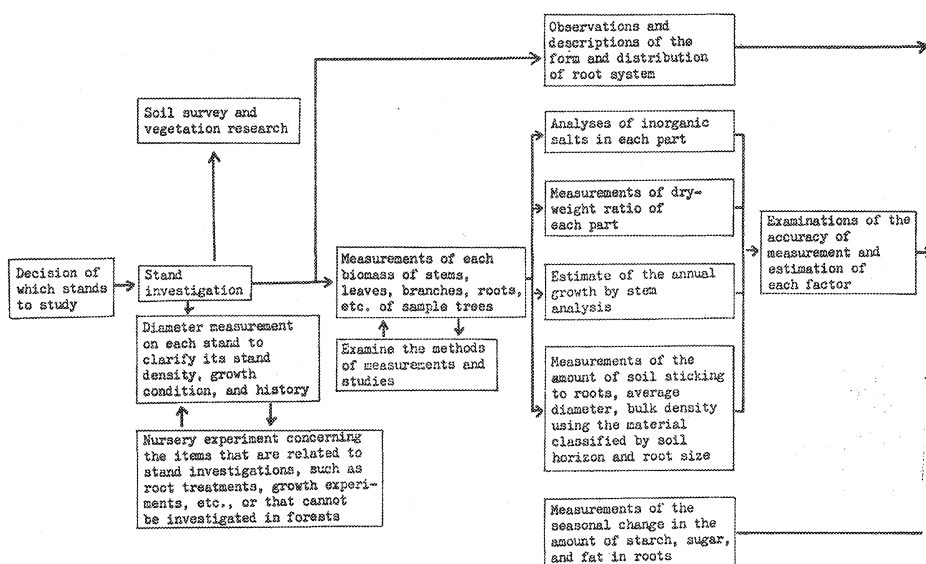 Observations and
descriptions of the
form and distribution
of root system
Soil survey and
vegetation research
Analyses of inorganic
salts in each part
Measurements of dry-
weight ratio of
each part
Decision of
which stands
to study
Stand
investigation
Measurements of each
biomass of stems,
leaves, branches, roots,
etc. of sample trees
Estimate of the annual
growth by stem
analysis
Examinations of the
accuracy of
measurement and
estimation of
each factor
Diameter measurement
on each stand to
clarify its stand
density, growth
condition, and history
Examine the methods
of measurements and
studies
Measurements of the
amount of soil sticking
to roots, average
diameter, bulk density
using the material
classified by soil
horizon and root size
Nursery experiment concerning
the items that are related to
stand investigations, such as
root treatments, growth experi-
ments, etc., or that cannot
be investigated in forests
Measurements of the
seasonal change in the
amount of starch, sugar,
and fat in roots